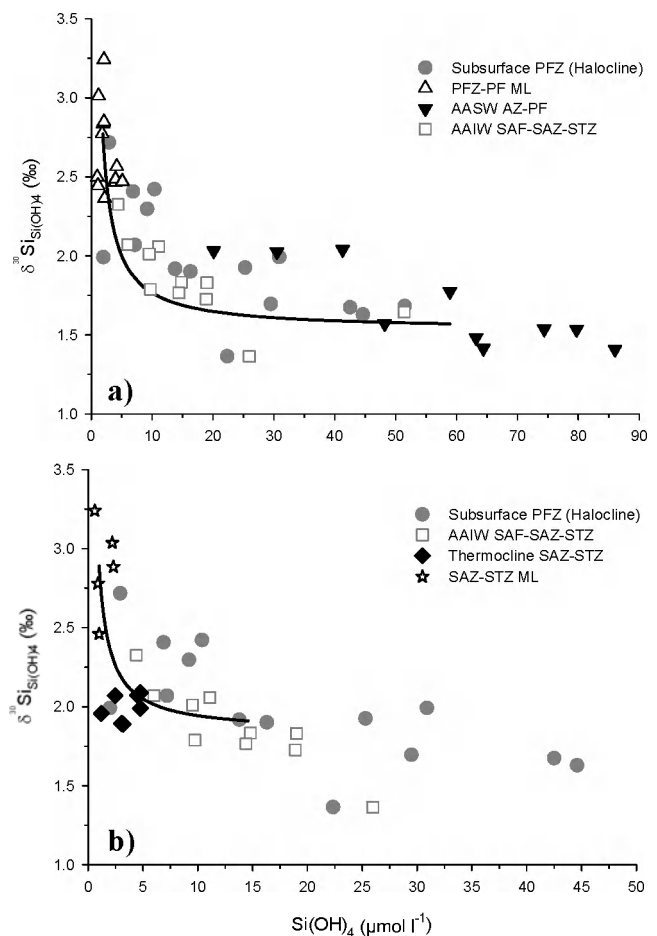 3.5
3.0
2.5
2.0
1.5
1.0
δ³⁰Si Si(OH)4 (‰)
Subsurface PFZ (Halocline)
PFZ-PF ML
AASW AZ-PF
AAIW SAF-SAZ-STZ
a)
0 10 20 30 40 50 60 70 80 90
3.5
3.0
2.5
2.0
1.5
1.0
δ³⁰Si Si(OH)4 (‰)
Subsurface PFZ (Halocline)
AAIW SAF-SAZ-STZ
Thermocline SAZ-STZ
SAZ-STZ ML
b)
0 5 10 15 20 25 30 35 40 45 50
Si(OH)₄ (µmol l⁻¹)